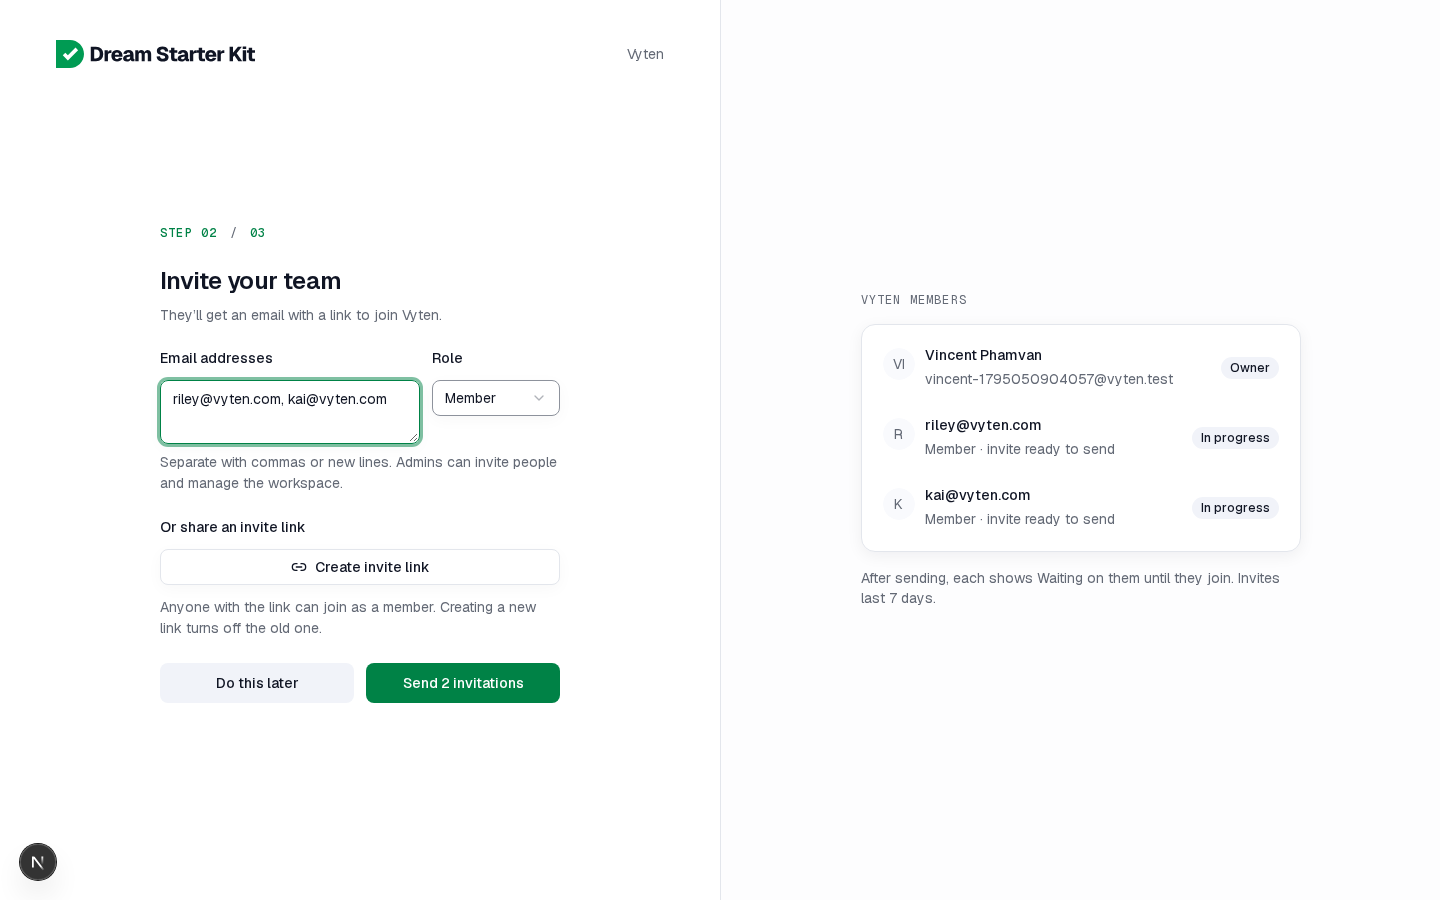 Dream Starter Kit
Vyten
STEP 02 / 03
Invite your team
They'll get an email with a link to join Vyten.
Email addresses
Role
riley@vyten.com, kai@vyten.com
Member
Separate with commas or new lines. Admins can invite people
and manage the workspace.
Or share an invite link
Create invite link
Anyone with the link can join as a member. Creating a new
link turns off the old one.
Do this later
Send 2 invitations
VYTEN MEMBERS
VI
Vincent Phamvan
vincent-1795050904057@vyten.test
Owner
R
riley@vyten.com
Member · invite ready to send
In progress
K
kai@vyten.com
Member · invite ready to send
In progress
After sending, each shows Waiting on them until they join. Invites
last 7 days.
N